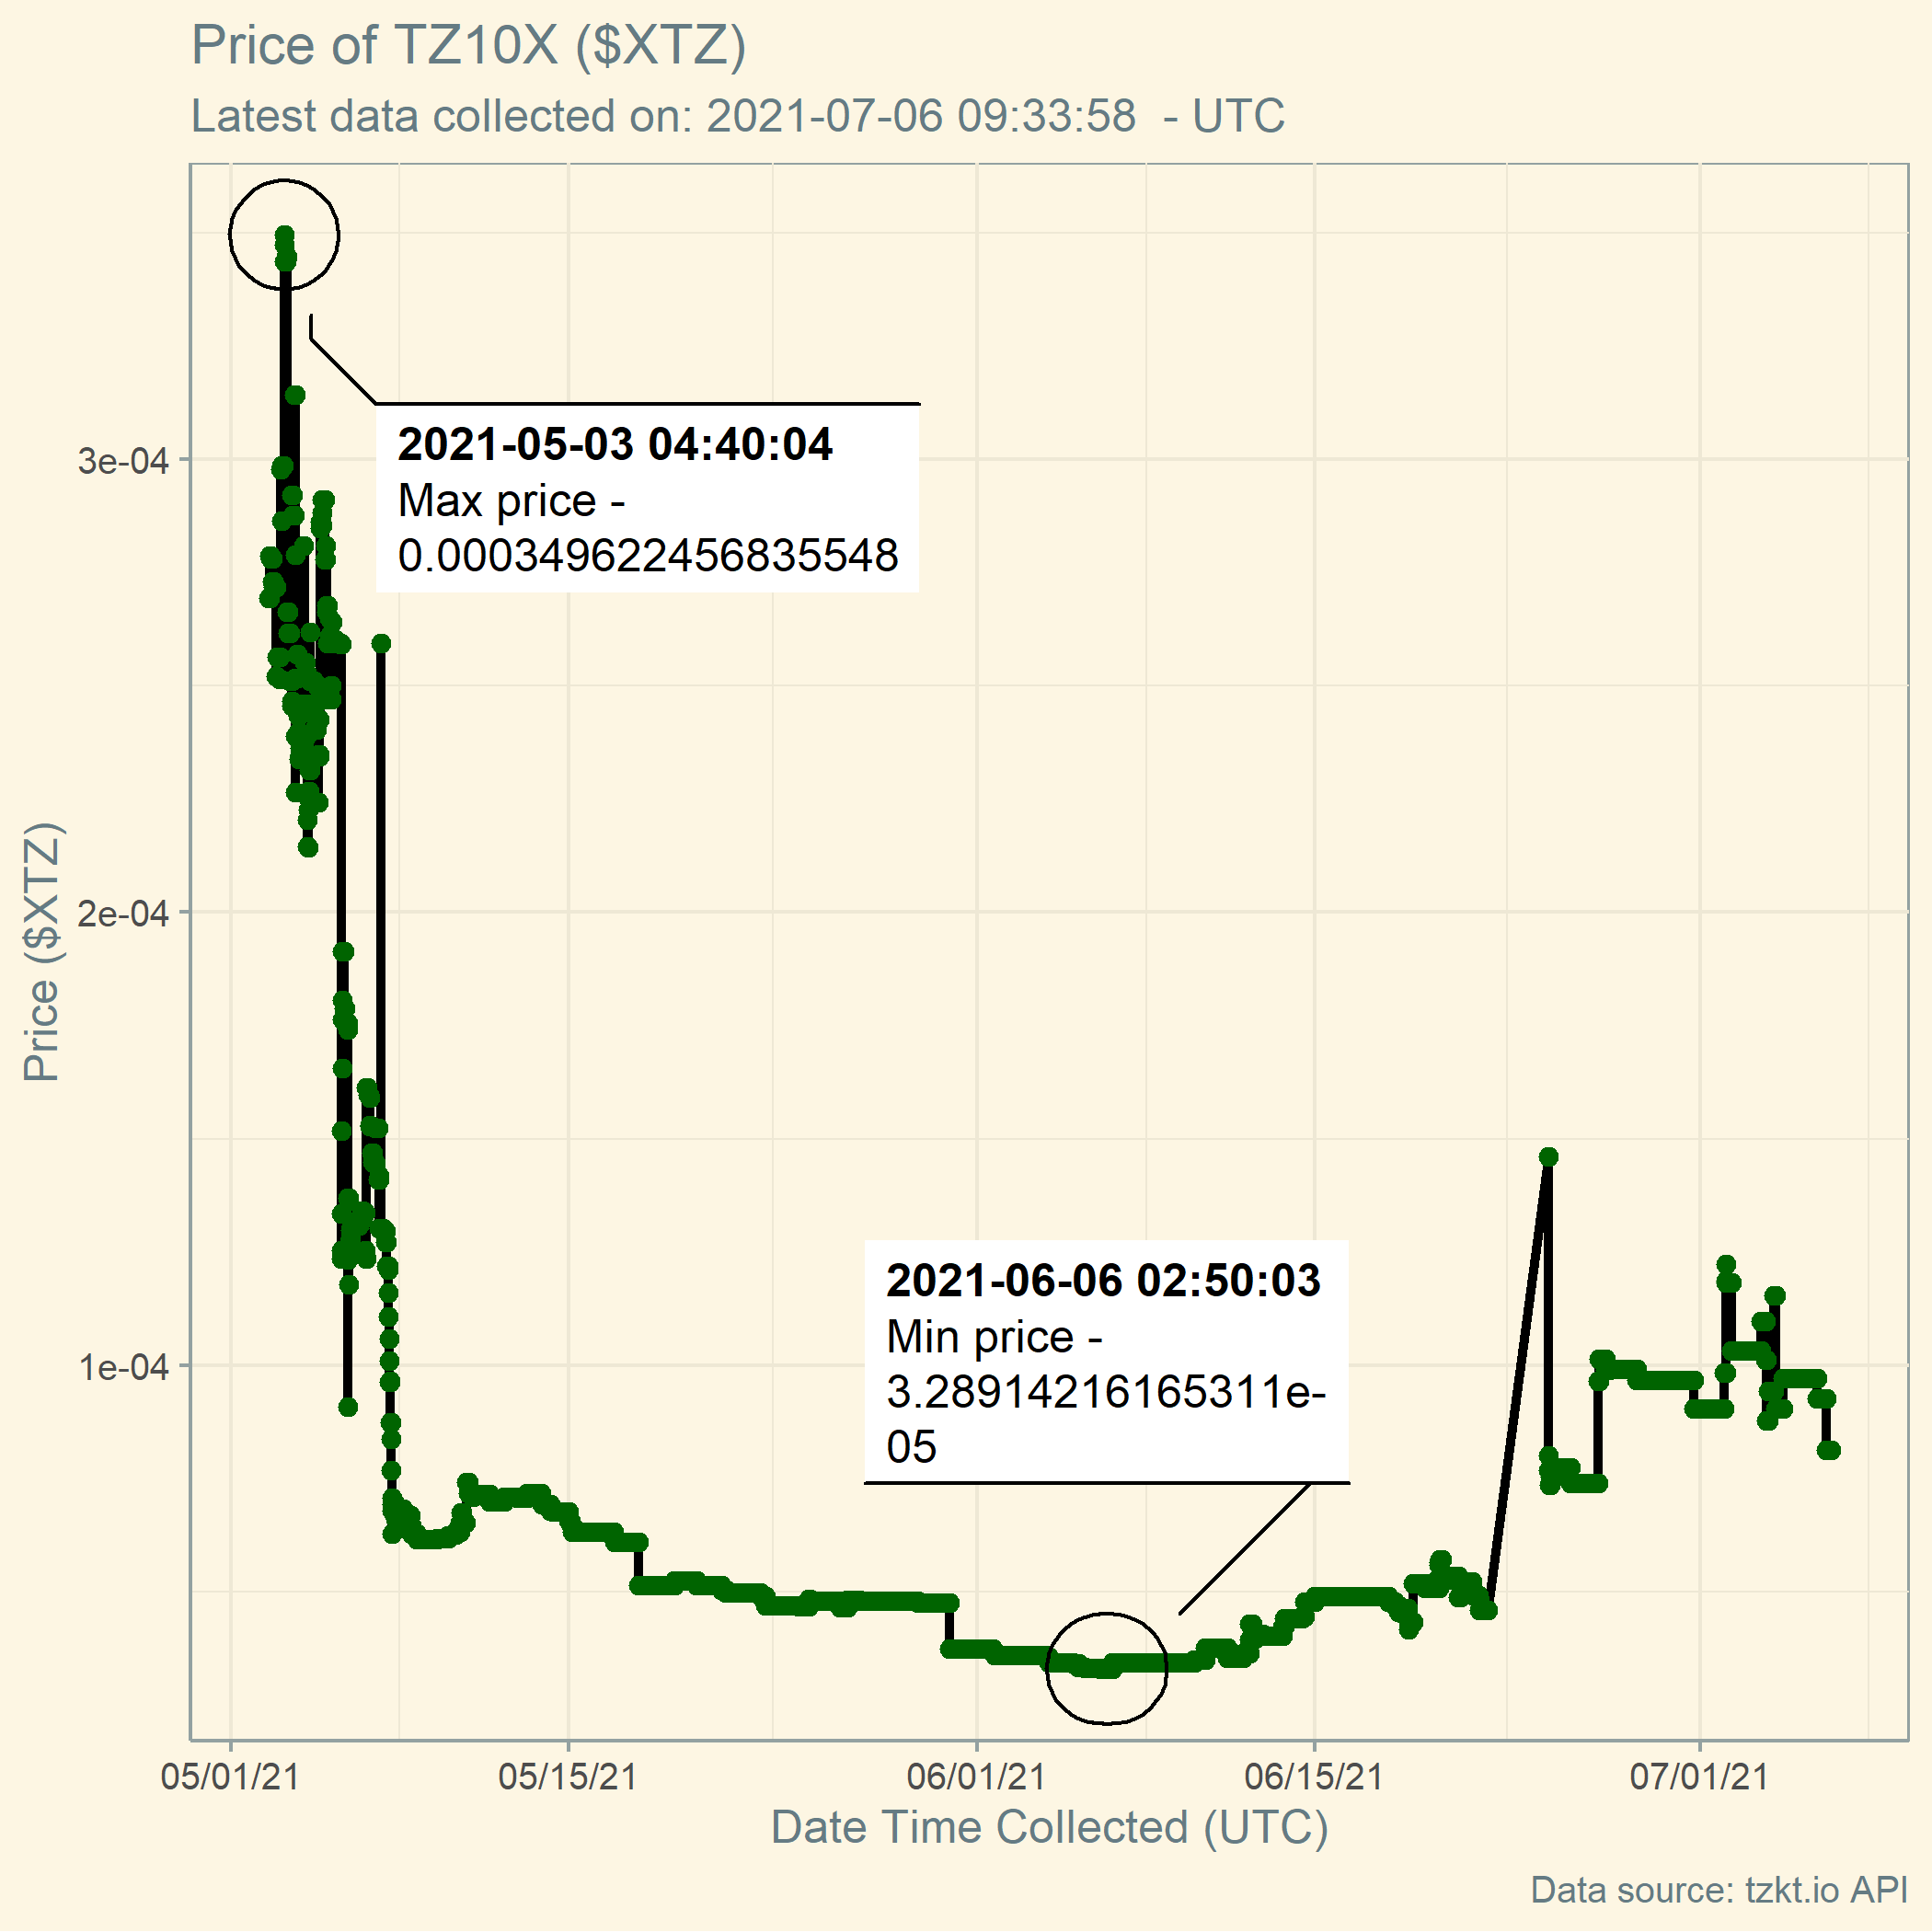 Price of TZ10X ($XTZ)
Latest data collected on: 2021-07-06 09:33:58  - UTC
2021-05-03 04:40:04
Max price -
0.000349622456835548
3e-04
2e-04
1e-04
Price ($XTZ)
2021-06-06 02:50:03
Min price -
3.28914216165311e-
05
05/01/21
05/15/21
06/01/21
06/15/21
07/01/21
Date Time Collected (UTC)
Data source: tzkt.io API